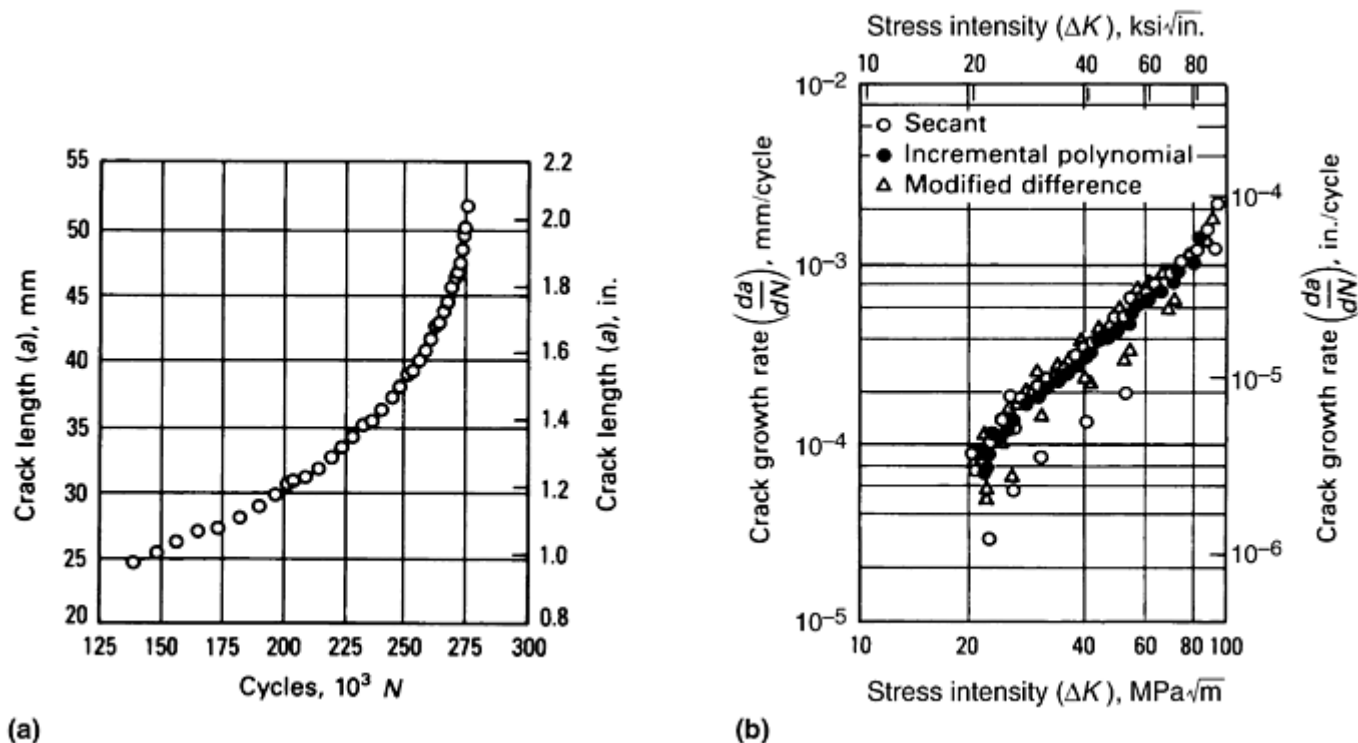 55
50
45
40
35
30
25
20
Crack length (a), mm
2.2
2.0
1.8
1.6
1.4
1.2
1.0
0.8
Crack length (a), in.
125 150 175 200 225 250 275 300
Cycles, 10³ N
(a)
Stress intensity (ΔK), ksi√in.
10 20 40 60 80
10⁻²
10⁻³
10⁻⁴
10⁻⁵
Crack growth rate (da/dN), mm/cycle
Secant
Incremental polynomial
Modified difference
10⁻⁴
10⁻⁵
10⁻⁶
Crack growth rate (da/dN), in./cycle
10 20 40 60 80 100
Stress intensity (ΔK), MPa√m
(b)